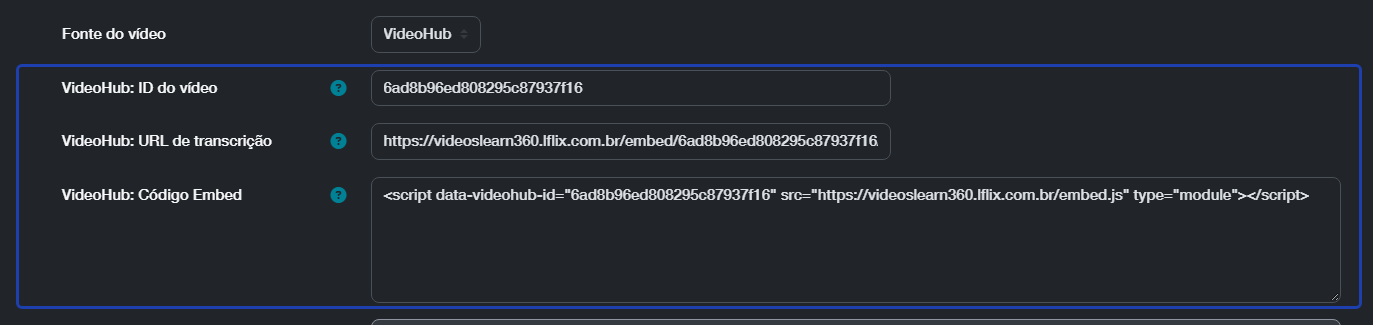 Fonte do vídeo
VideoHub
VideoHub: ID do vídeo
?
6ad8b96ed808295c87937f16
VideoHub: URL de transcrição
?
https://videoslearn360.lflix.com.br/embed/6ad8b96ed808295c87937f16
VideoHub: Código Embed
?
<script data-videohub-id="6ad8b96ed808295c87937f16" src="https://videoslearn360.lflix.com.br/embed.js" type="module"></script>